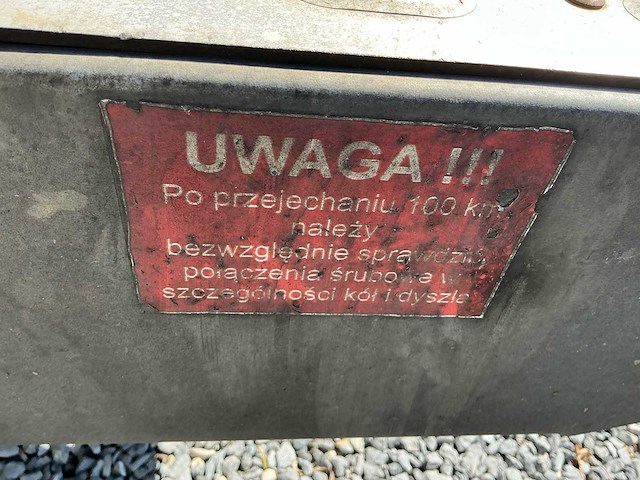 UWAGA !!!
Po przejechaniu 100 km
należy
bezwzględnie sprawdzić
połączenia śrubowe w
szczególności kół i dyszla